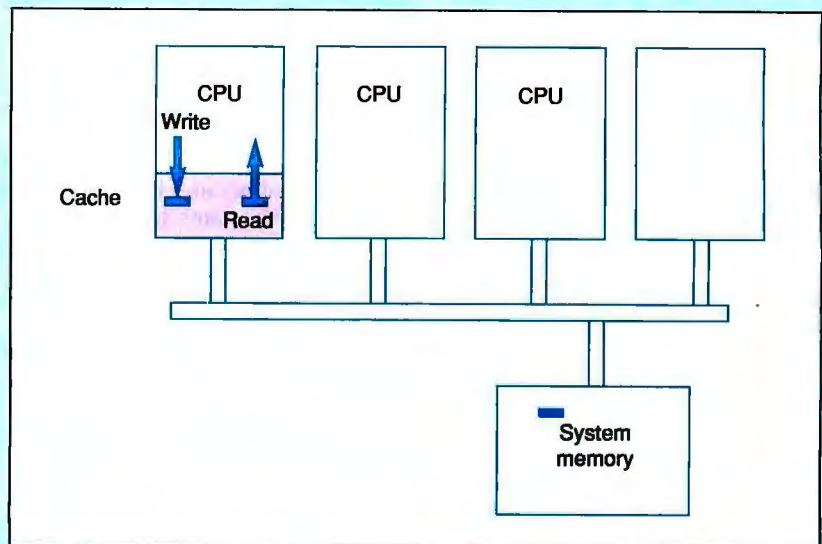 CPU
CPU
CPU
Write
Cache
Read
System
memory